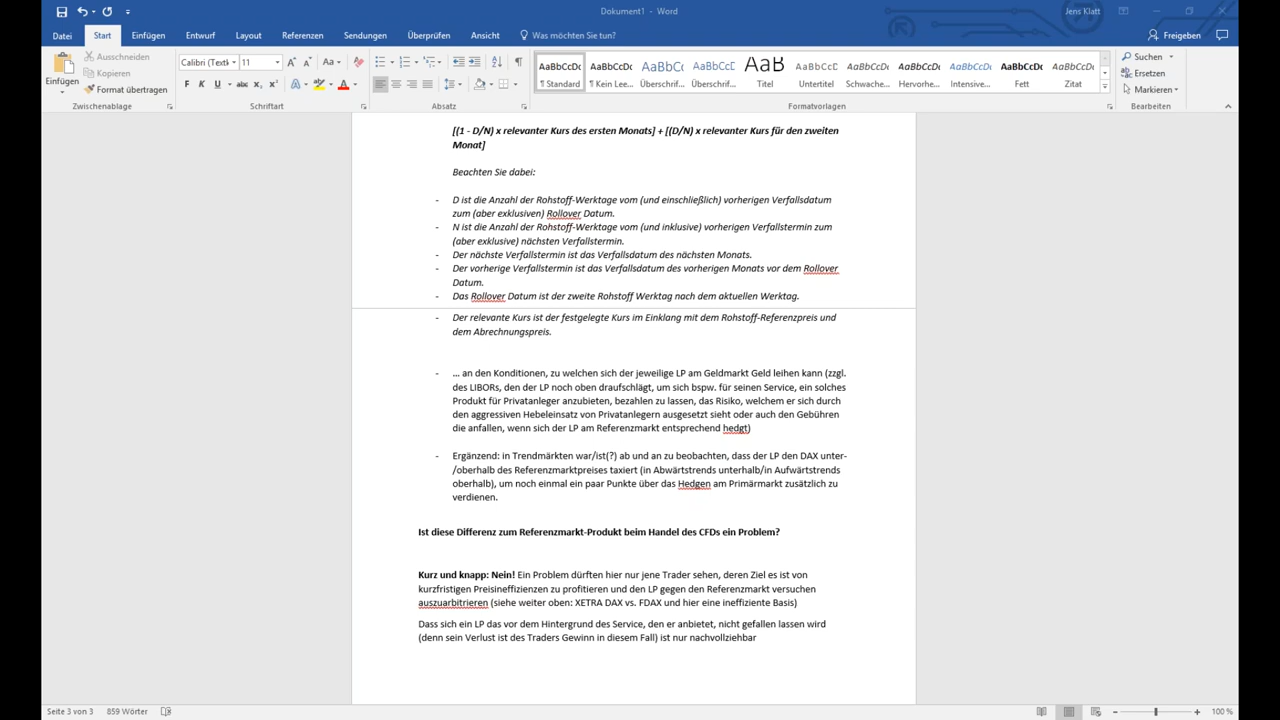 Dokument1 - Word
Jens Klatt
Datei Start Einfügen Entwurf Layout Referenzen Sendungen Überprüfen Ansicht Was möchten Sie tun? Freigeben
Einfügen
Ausschneiden
Kopieren
Format übertragen
Zwischenablage
Calibri (Textk 11
F K U abc x₂ x²
Schriftart
Absatz
AaBbCcDc AaBbCcDc AaBbCcD AaBbCcD AaB AaBbCcD AaBbCcDc AaBbCcDc AaBbCcDc AaBbCcDc AaBbCcDc
¶ Standard ¶ Kein Lee... Überschrif... Überschrif... Titel Untertitel Schwache... Hervorhe... Intensive... Fett Zitat
Formatvorlagen
Suchen
Ersetzen
Markieren
Bearbeiten
[(1 - D/N) x relevanter Kurs des ersten Monats] + [(D/N) x relevanter Kurs für den zweiten
Monat]
Beachten Sie dabei:
- D ist die Anzahl der Rohstoff-Werktage vom (und einschließlich) vorherigen Verfallsdatum
zum (aber exklusiven) Rollover Datum.
- N ist die Anzahl der Rohstoff-Werktage vom (und inklusive) vorherigen Verfallstermin zum
(aber exklusive) nächsten Verfallstermin.
- Der nächste Verfallstermin ist das Verfallsdatum des nächsten Monats.
- Der vorherige Verfallstermin ist das Verfallsdatum des vorherigen Monats vor dem Rollover
Datum.
- Das Rollover Datum ist der zweite Rohstoff Werktag nach dem aktuellen Werktag.
- Der relevante Kurs ist der festgelegte Kurs im Einklang mit dem Rohstoff-Referenzpreis und
dem Abrechnungspreis.
- … an den Konditionen, zu welchen sich der jeweilige LP am Geldmarkt Geld leihen kann (zzgl.
des LIBORs, den der LP noch oben draufschlägt, um sich bspw. für seinen Service, ein solches
Produkt für Privatanleger anzubieten, bezahlen zu lassen, das Risiko, welchem er sich durch
den aggressiven Hebeleinsatz von Privatanlegern ausgesetzt sieht oder auch den Gebühren
die anfallen, wenn sich der LP am Referenzmarkt entsprechend hedgt)
- Ergänzend: in Trendmärkten war/ist(?) ab und an zu beobachten, dass der LP den DAX unter-
/oberhalb des Referenzmarktpreises taxiert (in Abwärtstrends unterhalb/in Aufwärtstrends
oberhalb), um noch einmal ein paar Punkte über das Hedgen am Primärmarkt zusätzlich zu
verdienen.
Ist diese Differenz zum Referenzmarkt-Produkt beim Handel des CFDs ein Problem?
Kurz und knapp: Nein! Ein Problem dürften hier nur jene Trader sehen, deren Ziel es ist von
kurzfristigen Preisineffizienzen zu profitieren und den LP gegen den Referenzmarkt versuchen
auszuarbitrieren (siehe weiter oben: XETRA DAX vs. FDAX und hier eine ineffiziente Basis)
Dass sich ein LP das vor dem Hintergrund des Service, den er anbietet, nicht gefallen lassen wird
(denn sein Verlust ist des Traders Gewinn in diesem Fall) ist nur nachvollziehbar
Seite 3 von 3 859 Wörter 100 %